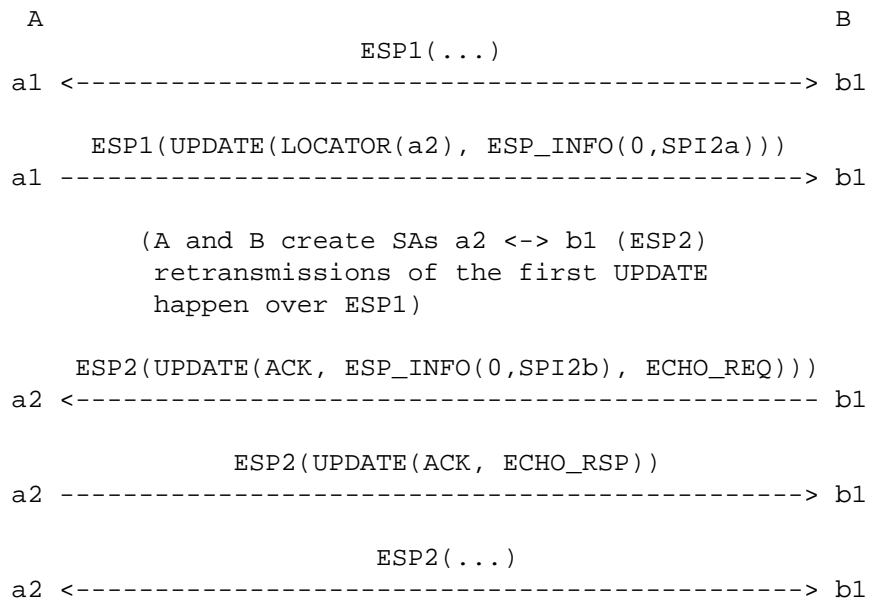 A B
ESP1(...)
a1 <----------------------------------------------> b1
ESP1(UPDATE(LOCATOR(a2), ESP_INFO(0,SPI2a)))
a1 -----------------------------------------------> b1
(A and B create SAs a2 <-> b1 (ESP2)
retransmissions of the first UPDATE
happen over ESP1)
ESP2(UPDATE(ACK, ESP_INFO(0,SPI2b), ECHO_REQ)))
a2 <----------------------------------------------- b1
ESP2(UPDATE(ACK, ECHO_RSP))
a2 -----------------------------------------------> b1
ESP2(...)
a2 <----------------------------------------------> b1